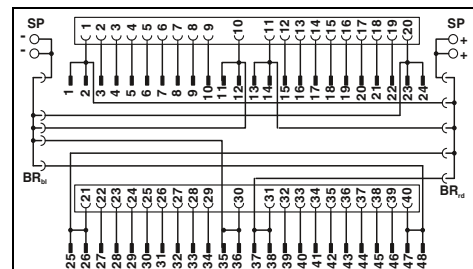 SP
SP
1 2 3 4 5 6 7 8 9 10 11 12 13 14 15 16 17 18 19 20
- +
- +
1 2 3 4 5 6 7 8 9 10 11 12 13 14 15 16 17 18 19 20 21 22 23 24
BRbl
BRrd
21 22 23 24 25 26 27 28 29 30 31 32 33 34 35 36 37 38 39 40
25 26 27 28 29 30 31 32 33 34 35 36 37 38 39 40 41 42 43 44 45 46 47 48